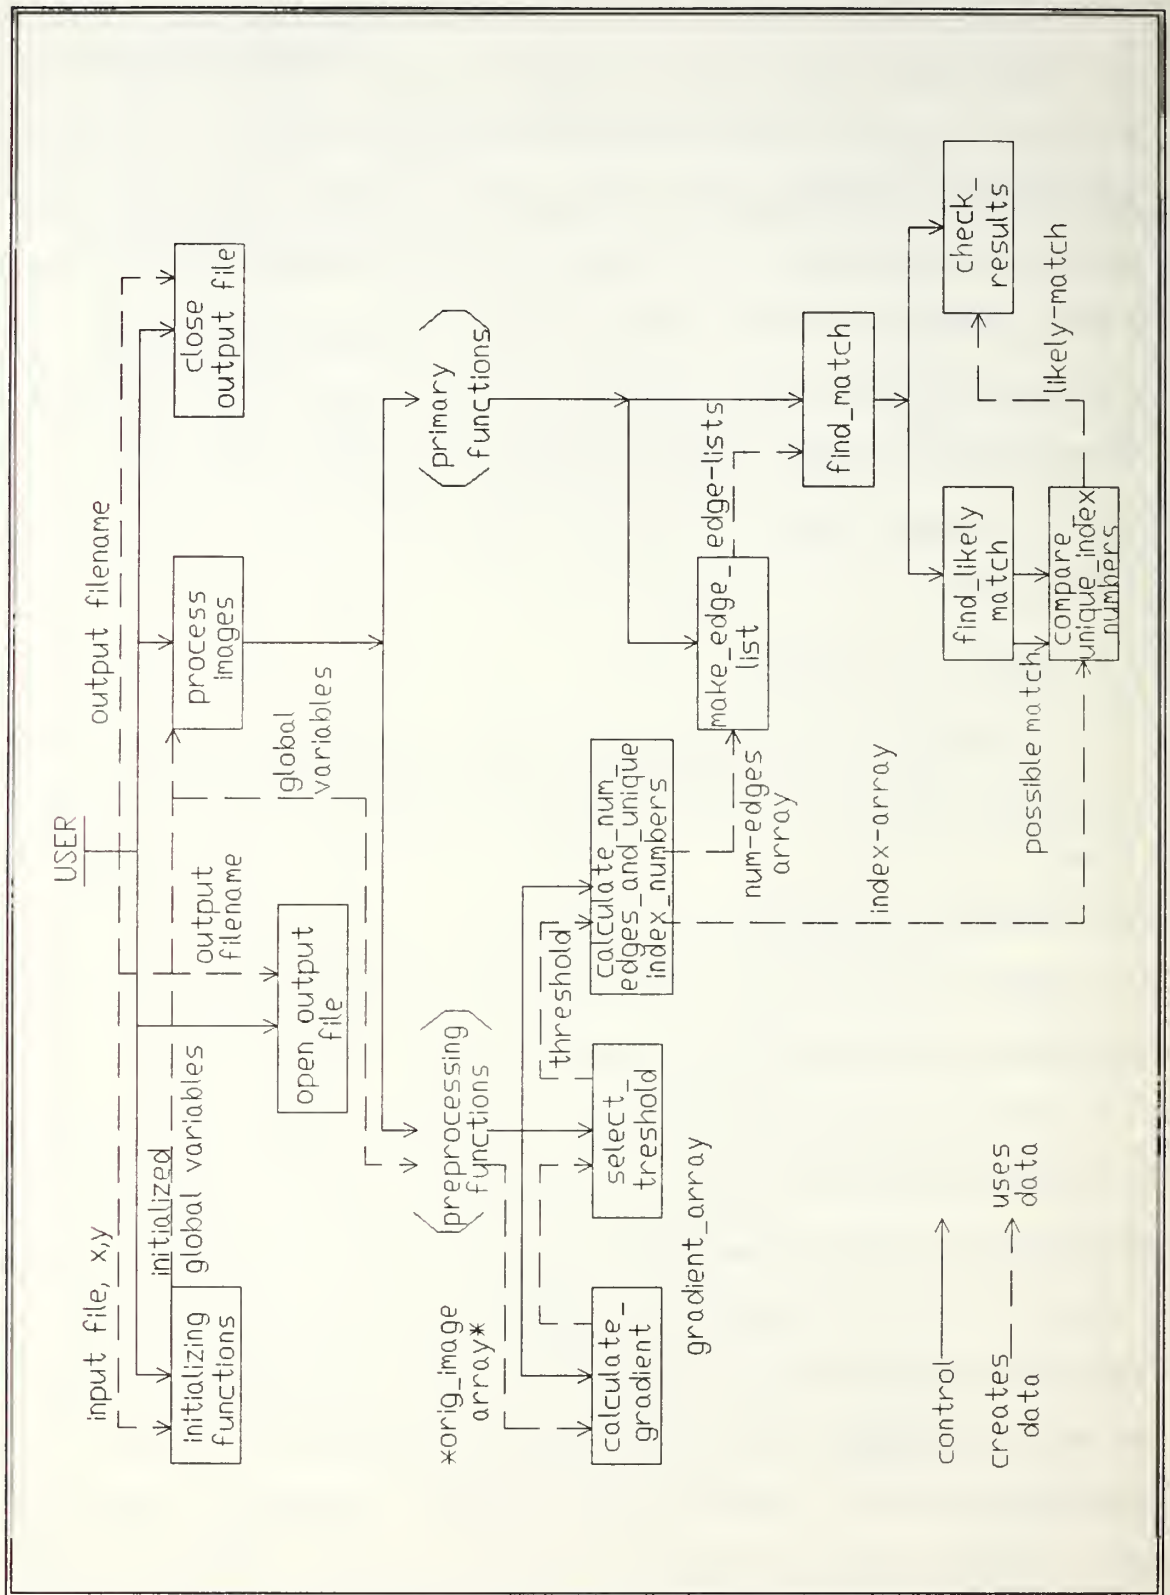 USER
input file, x,y
output filename
initializing
functions
initialized
global variables
open output
file
output
filename
process
images
close
output file
global
variables
(preprocessing
functions)
(primary
functions)
*orig_image
array*
calculate_
gradient
gradient_array
select_
treshold
threshold
calculate_num_
edges_and_unique
index_numbers
num-edges
array
make_edge_
list
edge-lists
find_match
index-array
find_likely
match
possible match
compare_
unique_index
numbers
likely-match
check_
results
control
creates
data
uses
data